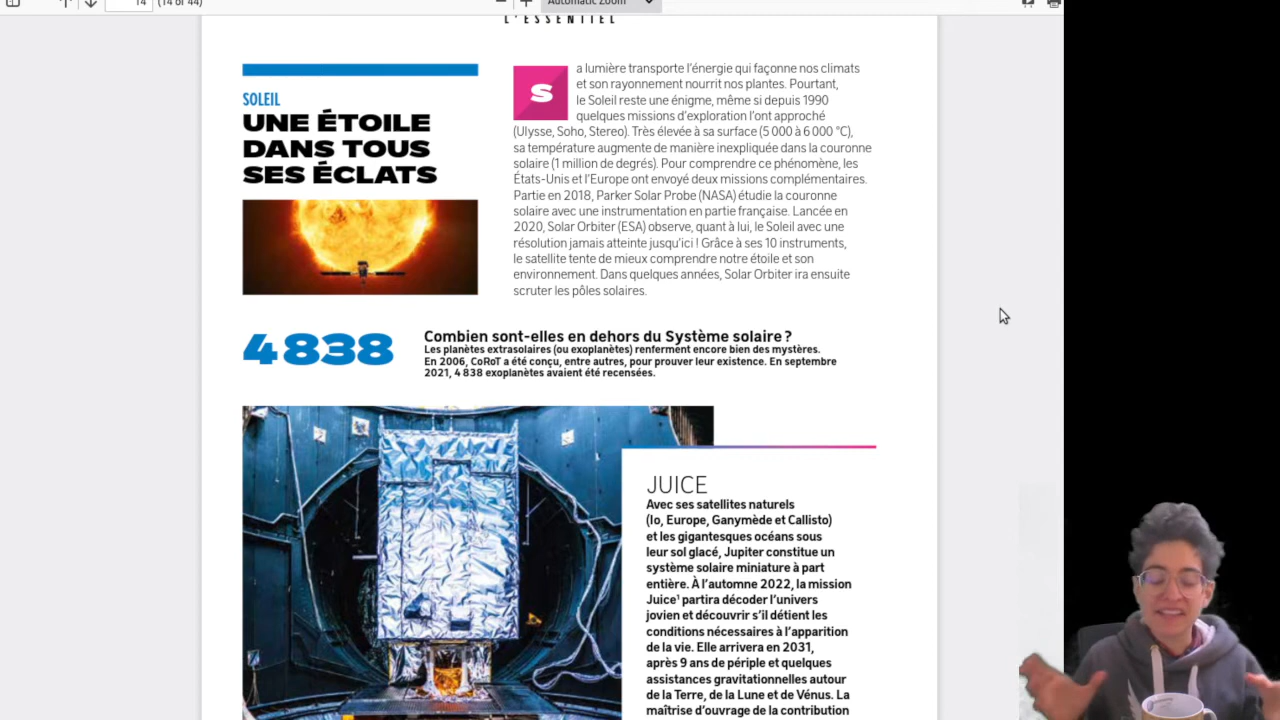 14
(14 of 44)
Automatic Zoom
L'ESSENTIEL
SOLEIL
UNE ÉTOILE
DANS TOUS
SES ÉCLATS
S
a lumière transporte l'énergie qui façonne nos climats
et son rayonnement nourrit nos plantes. Pourtant,
le Soleil reste une énigme, même si depuis 1990
quelques missions d'exploration l'ont approché
(Ulysse, Soho, Stereo). Très élevée à sa surface (5 000 à 6 000 °C),
sa température augmente de manière inexpliquée dans la couronne
solaire (1 million de degrés). Pour comprendre ce phénomène, les
États-Unis et l'Europe ont envoyé deux missions complémentaires.
Partie en 2018, Parker Solar Probe (NASA) étudie la couronne
solaire avec une instrumentation en partie française. Lancée en
2020, Solar Orbiter (ESA) observe, quant à lui, le Soleil avec une
résolution jamais atteinte jusqu'ici ! Grâce à ses 10 instruments,
le satellite tente de mieux comprendre notre étoile et son
environnement. Dans quelques années, Solar Orbiter ira ensuite
scruter les pôles solaires.
4 838
Combien sont-elles en dehors du Système solaire ?
Les planètes extrasolaires (ou exoplanètes) renferment encore bien des mystères.
En 2006, CoRoT a été conçu, entre autres, pour prouver leur existence. En septembre
2021, 4 838 exoplanètes avaient été recensées.
JUICE
Avec ses satellites naturels
(Io, Europe, Ganymède et Callisto)
et les gigantesques océans sous
leur sol glacé, Jupiter constitue un
système solaire miniature à part
entière. À l'automne 2022, la mission
Juice¹ partira décoder l'univers
jovien et découvrir s'il détient les
conditions nécessaires à l'apparition
de la vie. Elle arrivera en 2031,
après 9 ans de périple et quelques
assistances gravitationnelles autour
de la Terre, de la Lune et de Vénus. La
maîtrise d'ouvrage de la contribution